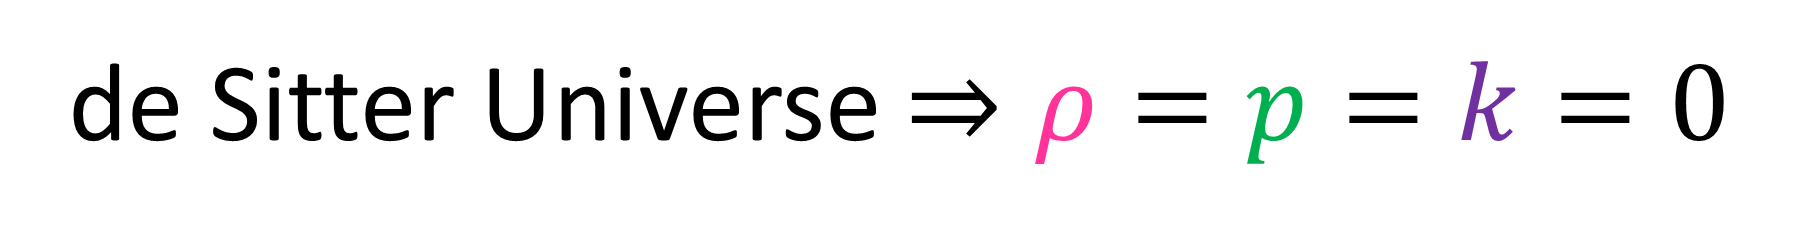 de Sitter Universe ⇒ ρ = p = k = 0